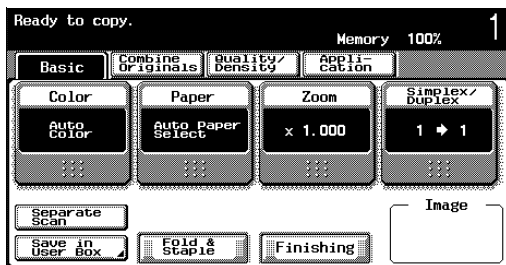 Ready to copy.
1
Memory 100%
Basic
Combine
Originals
Quality/
Density
Appli-
cation
Color
Paper
Zoom
Simplex/
Duplex
Auto
Color
Auto Paper
Select
x 1.000
1 → 1
Separate
Scan
Image
Save in
User Box
Fold &
Staple
Finishing